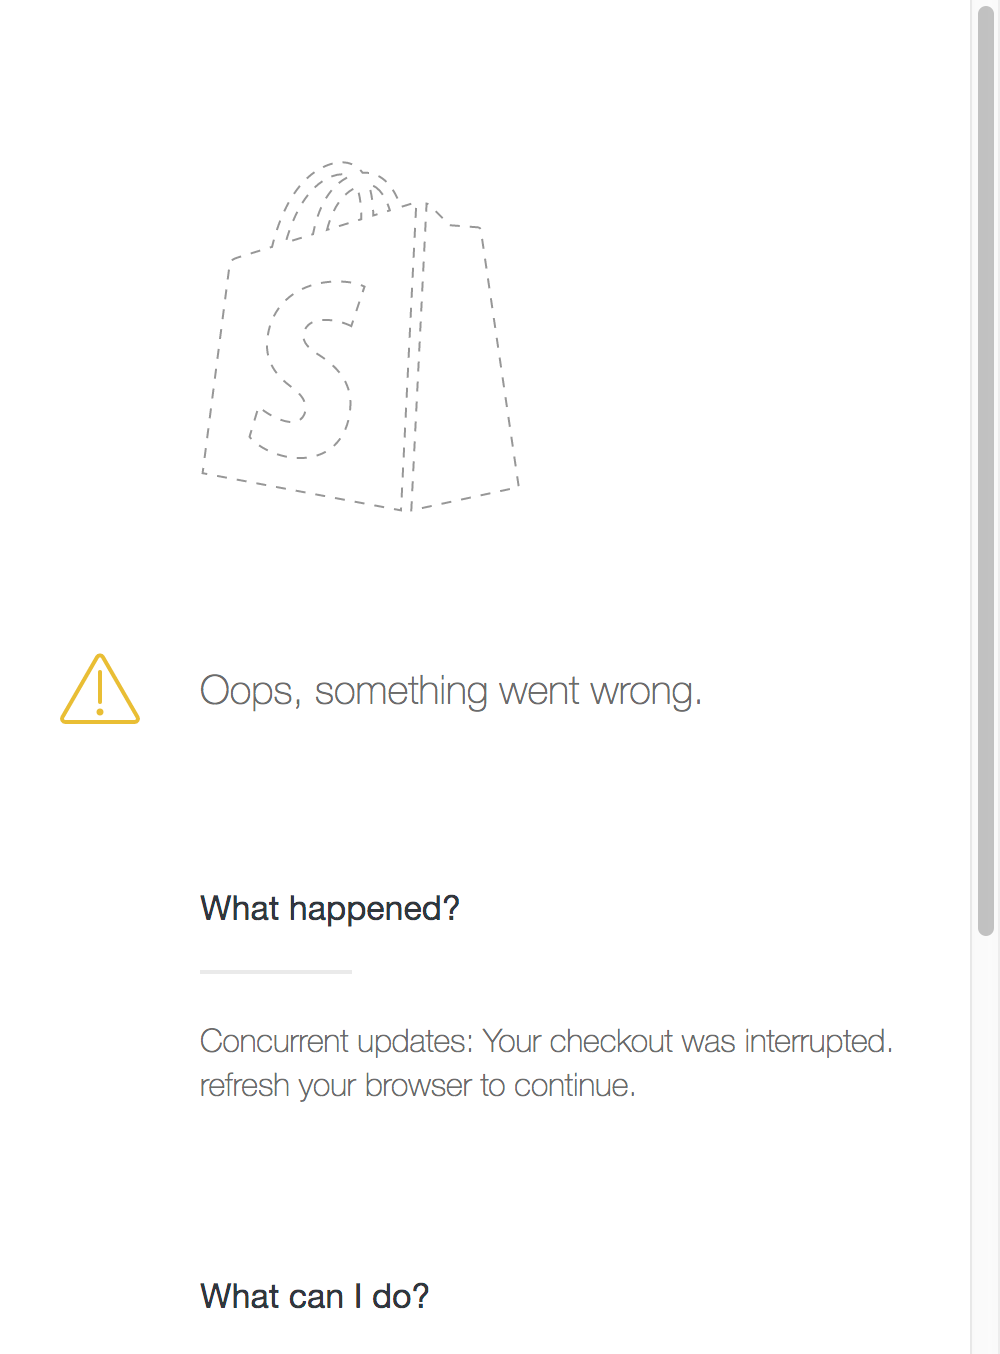 S
Oops, something went wrong.
What happened?
Concurrent updates: Your checkout was interrupted.
refresh your browser to continue.
What can I do?